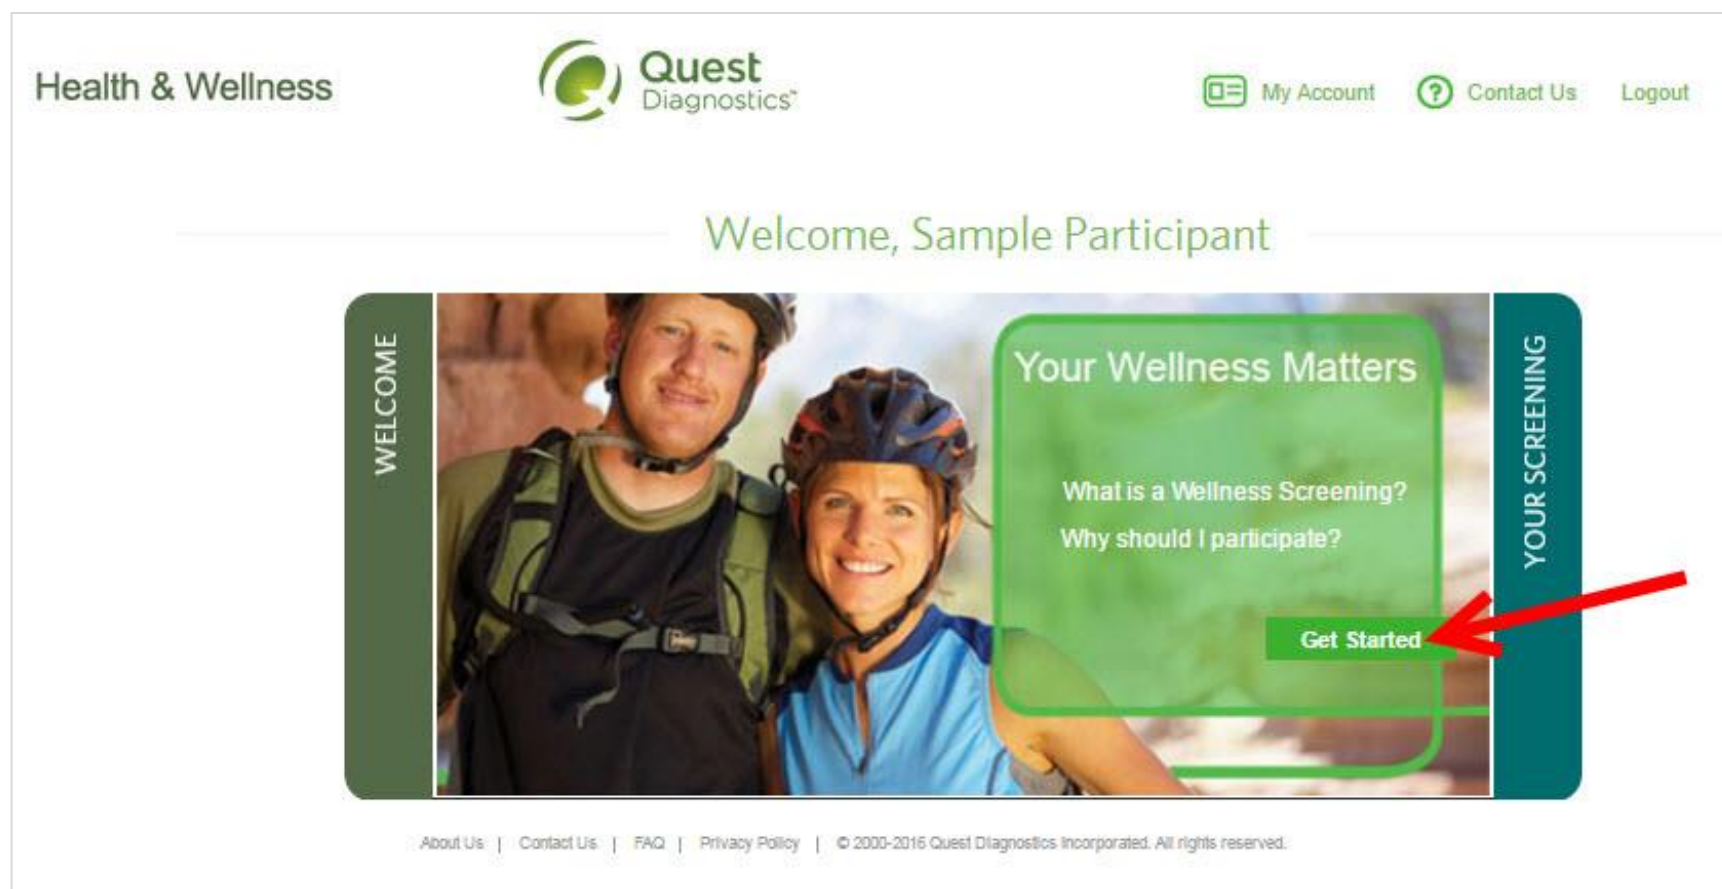 Health & Wellness
Quest
Diagnostics™
My Account
? Contact Us
Logout
Welcome, Sample Participant
WELCOME
Your Wellness Matters
What is a Wellness Screening?
Why should I participate?
Get Started
YOUR SCREENING
About Us | Contact Us | FAQ | Privacy Policy | © 2000-2016 Quest Diagnostics Incorporated. All rights reserved.